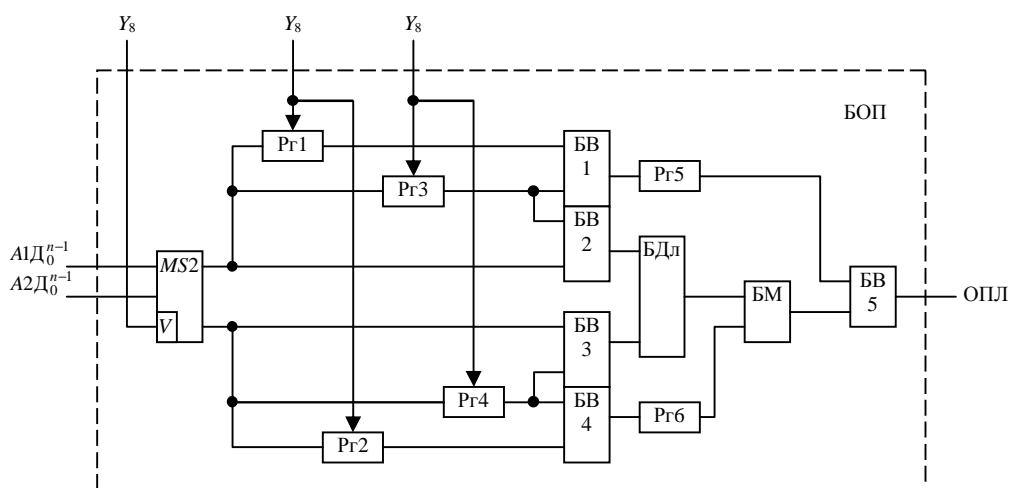 Y₈ Y₈ Y₈
БОП
Рг1
БВ 1
Рг3
Рг5
БВ 2
A1Д₀ⁿ⁻¹
MS2
БДл
A2Д₀ⁿ⁻¹
БМ
БВ 5
ОПЛ
V
БВ 3
Рг4
БВ 4
Рг6
Рг2